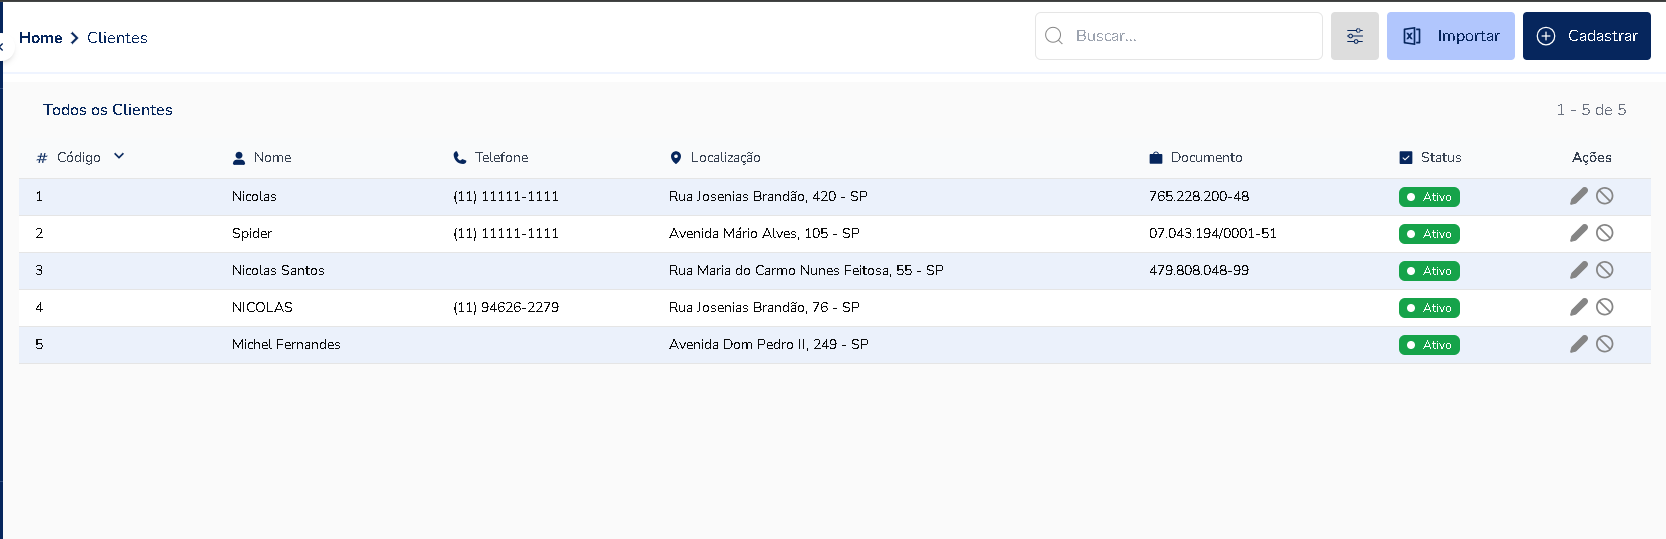 Home > Clientes
Buscar...
Importar
Cadastrar
Todos os Clientes
1 - 5 de 5
# Código Nome Telefone Localização Documento Status Ações
1 Nicolas (11) 11111-1111 Rua Josenias Brandão, 420 - SP 765.228.200-48 Ativo
2 Spider (11) 11111-1111 Avenida Mário Alves, 105 - SP 07.043.194/0001-51 Ativo
3 Nicolas Santos Rua Maria do Carmo Nunes Feitosa, 55 - SP 479.808.048-99 Ativo
4 NICOLAS (11) 94626-2279 Rua Josenias Brandão, 76 - SP Ativo
5 Michel Fernandes Avenida Dom Pedro II, 249 - SP Ativo